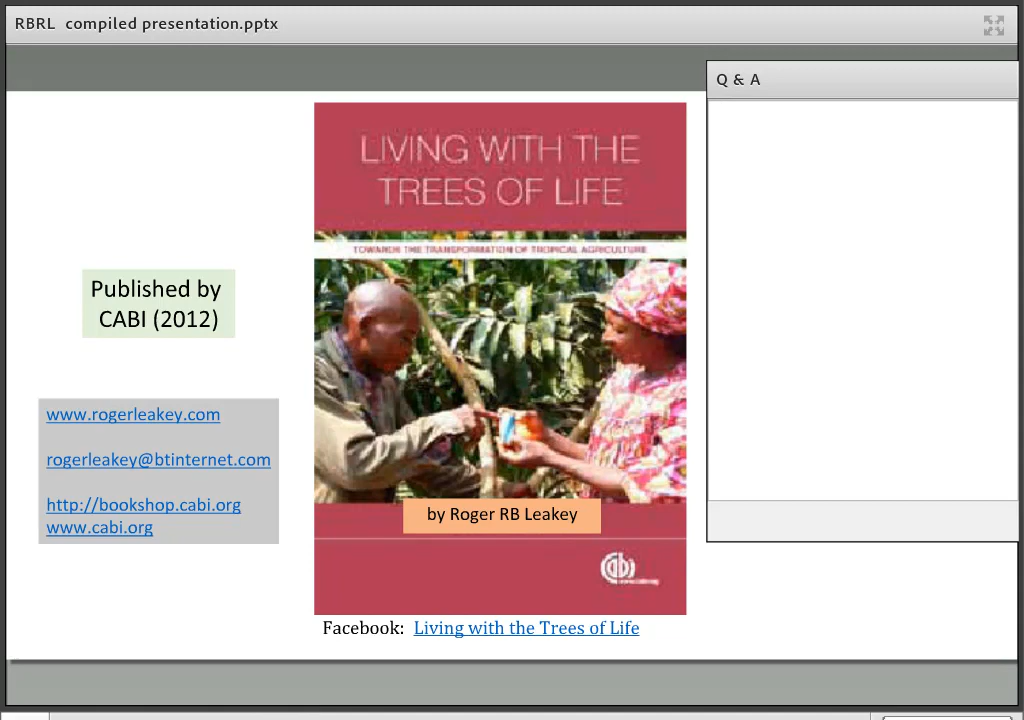 RBRL compiled presentation.pptx
Q & A
LIVING WITH THE
TREES OF LIFE
TOWARDS THE TRANSFORMATION OF TROPICAL AGRICULTURE
Published by
CABI (2012)
www.rogerleakey.com
rogerleakey@btinternet.com
http://bookshop.cabi.org
www.cabi.org
by Roger RB Leakey
cabi
Facebook: Living with the Trees of Life